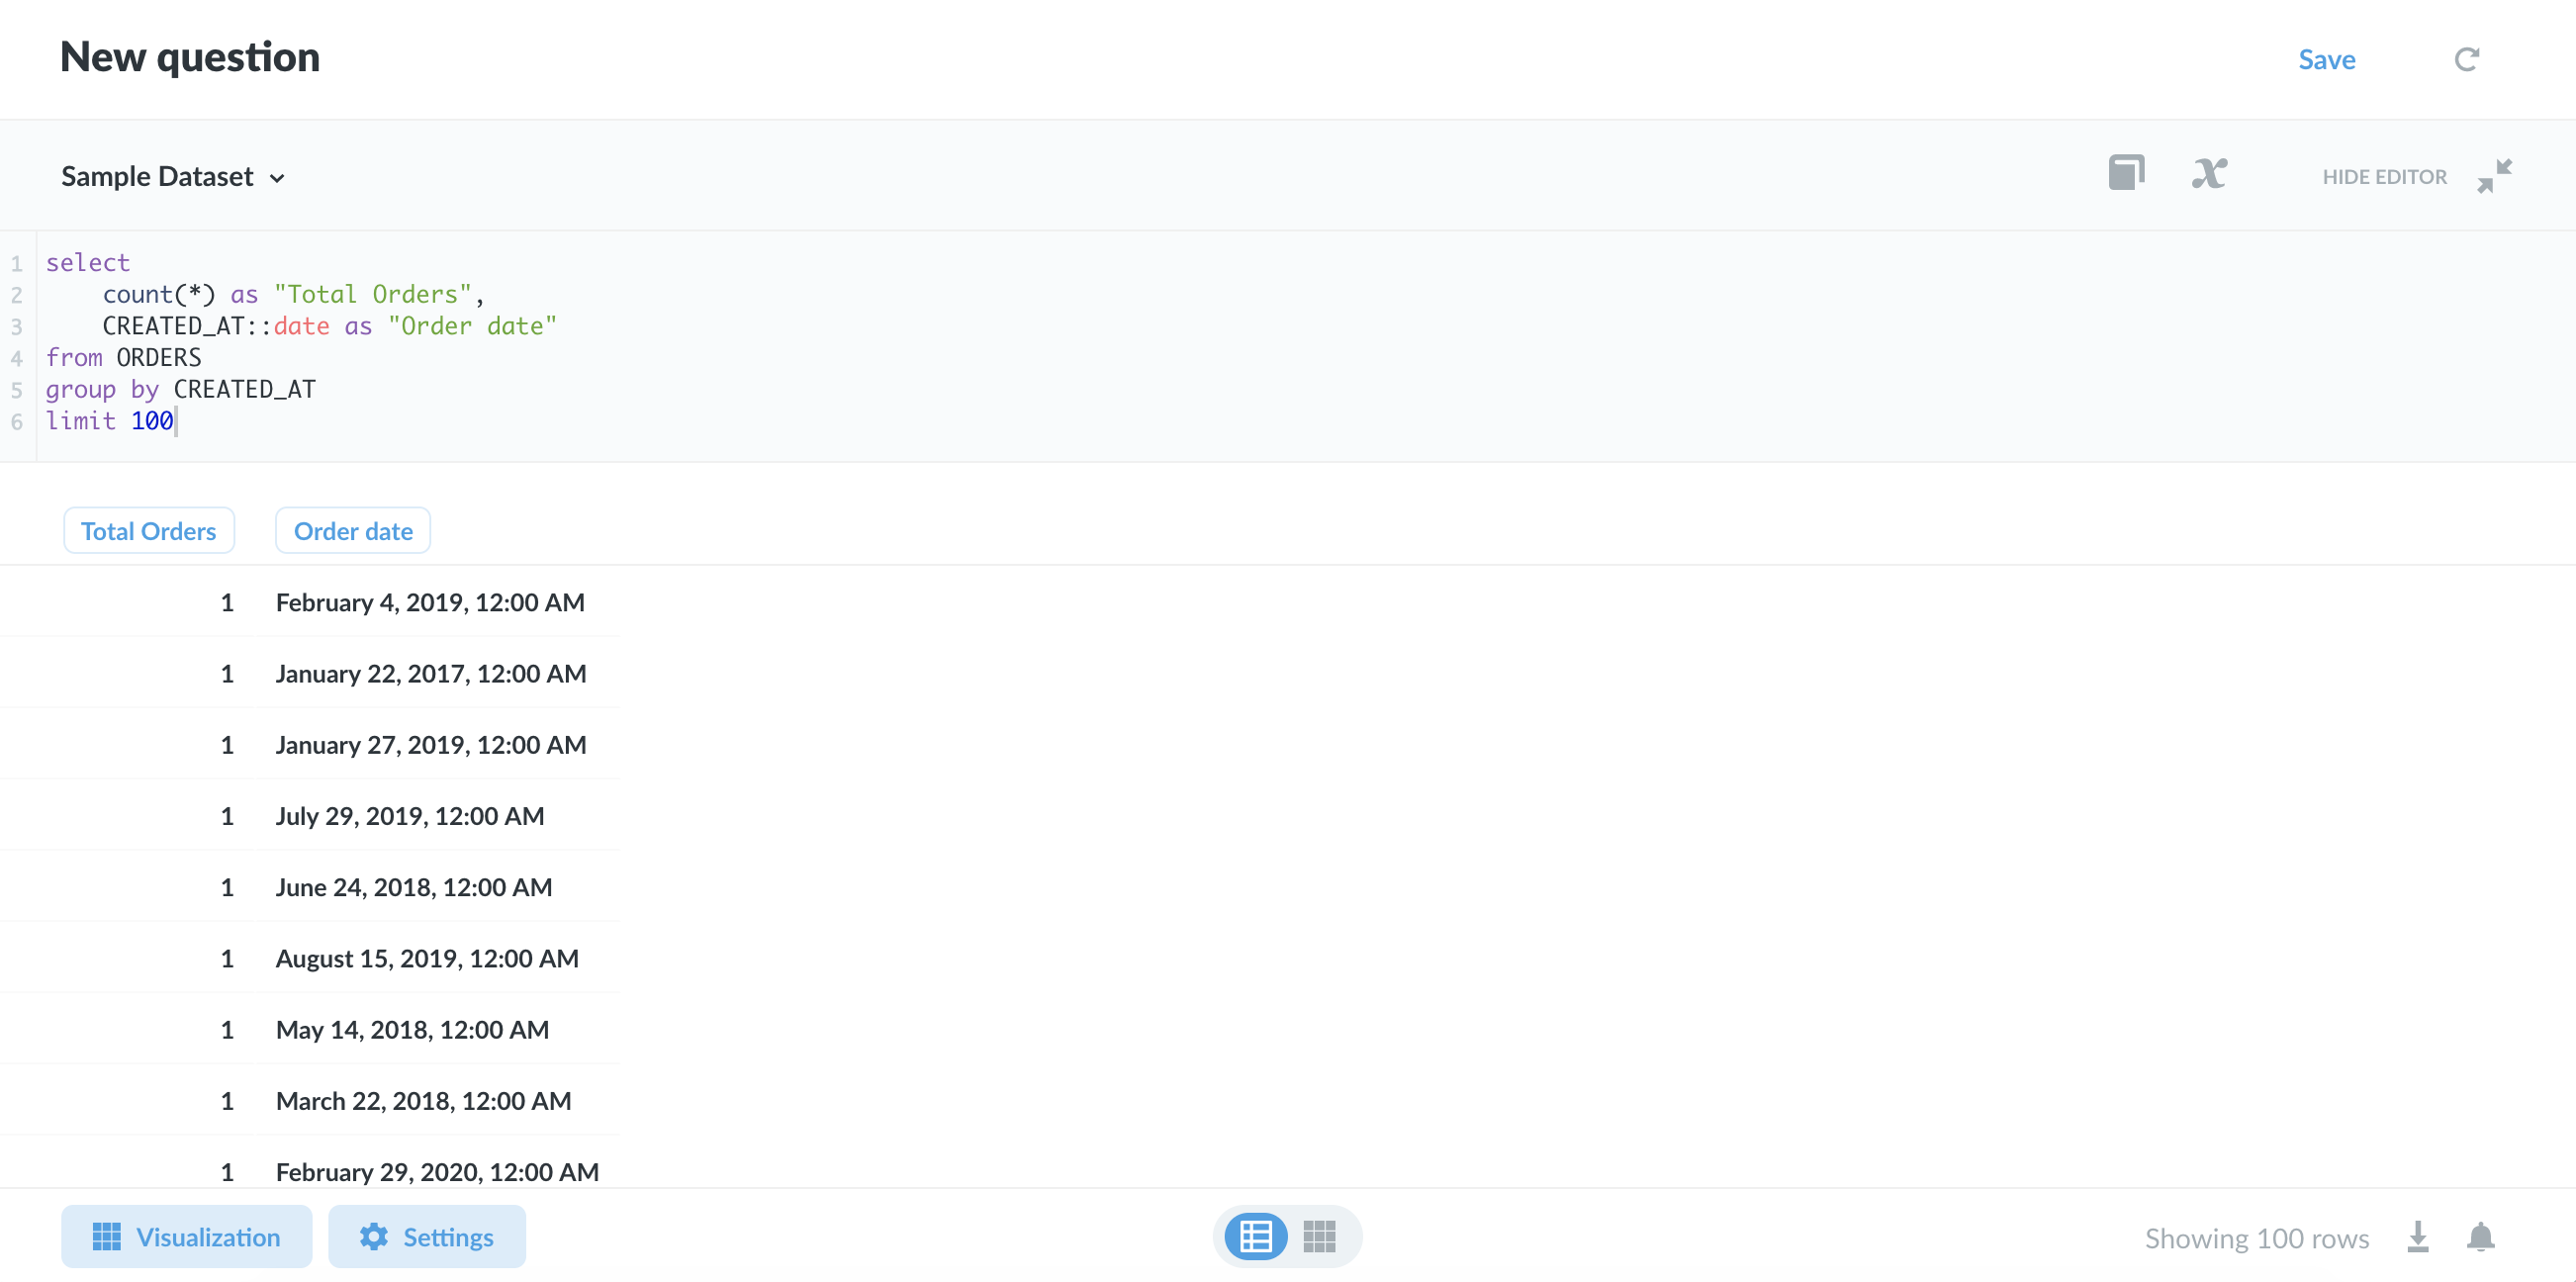 New question
Save
Sample Dataset
HIDE EDITOR
1 select
2     count(*) as "Total Orders",
3     CREATED_AT::date as "Order date"
4 from ORDERS
5 group by CREATED_AT
6 limit 100
Total Orders Order date
1 February 4, 2019, 12:00 AM
1 January 22, 2017, 12:00 AM
1 January 27, 2019, 12:00 AM
1 July 29, 2019, 12:00 AM
1 June 24, 2018, 12:00 AM
1 August 15, 2019, 12:00 AM
1 May 14, 2018, 12:00 AM
1 March 22, 2018, 12:00 AM
1 February 29, 2020, 12:00 AM
Visualization Settings Showing 100 rows